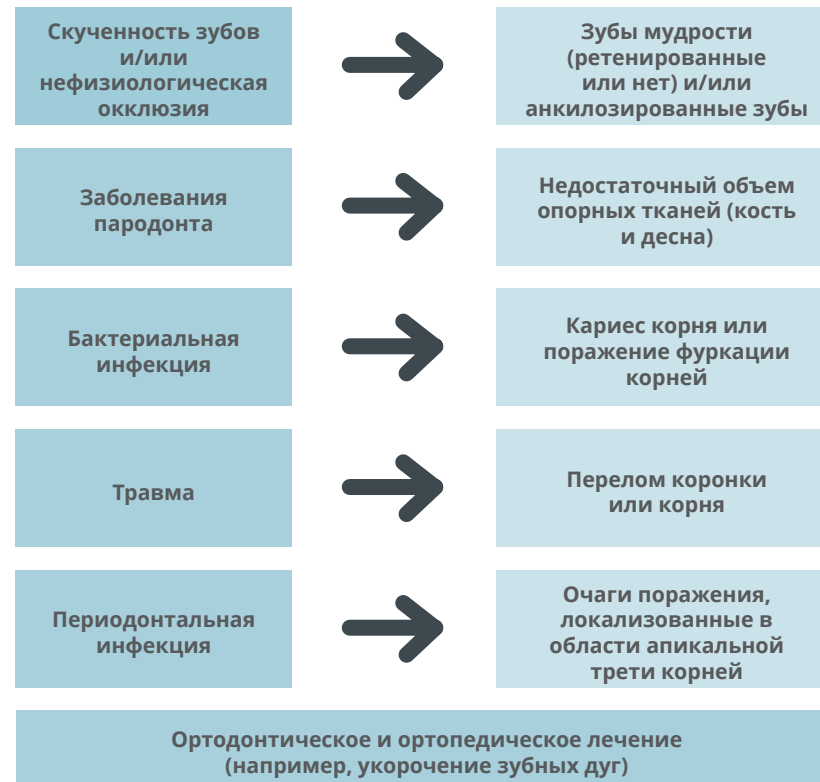 Скученность зубов
и/или
нефизиологическая
окклюзия
Зубы мудрости
(ретенированные
или нет) и/или
анкилозированные зубы
Заболевания
пародонта
Недостаточный объем
опорных тканей (кость
и десна)
Бактериальная
инфекция
Кариес корня или
поражение фуркации
корней
Травма
Перелом коронки
или корня
Периодонтальная
инфекция
Очаги поражения,
локализованные в
области апикальной
трети корней
Ортодонтическое и ортопедическое лечение
(например, укорочение зубных дуг)